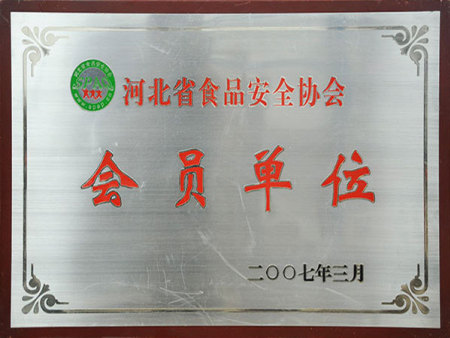 河北省食品安全协会
会员单位
二〇〇七年三月